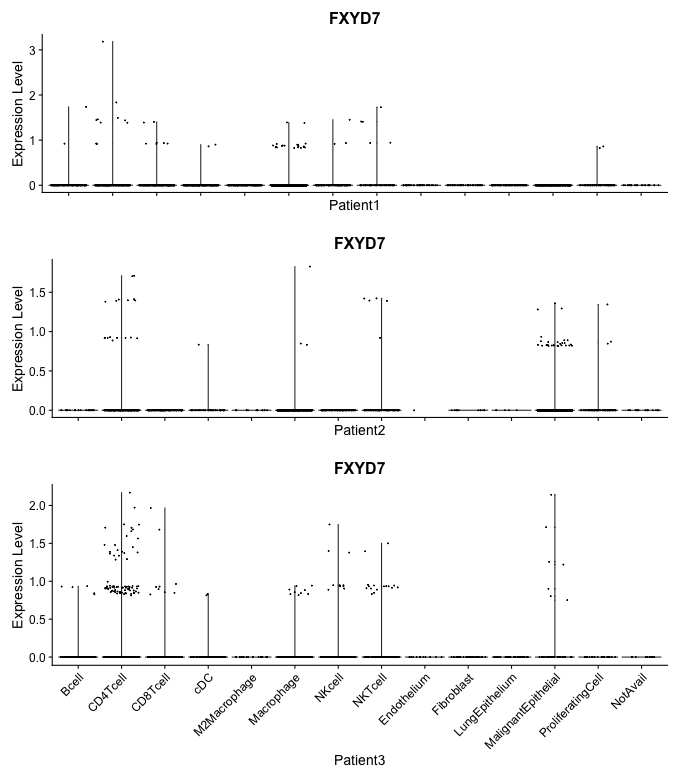 FXYD7
Expression Level
3
2
1
0
Patient1
FXYD7
Expression Level
1.5
1.0
0.5
0.0
Patient2
FXYD7
Expression Level
2.0
1.5
1.0
0.5
0.0
Bcell
CD4Tcell
CD8Tcell
cDC
M2Macrophage
Macrophage
NKcell
NKTcell
Endothelium
Fibroblast
LungEpithelium
MalignantEpithelial
ProliferatingCell
NotAvail
Patient3